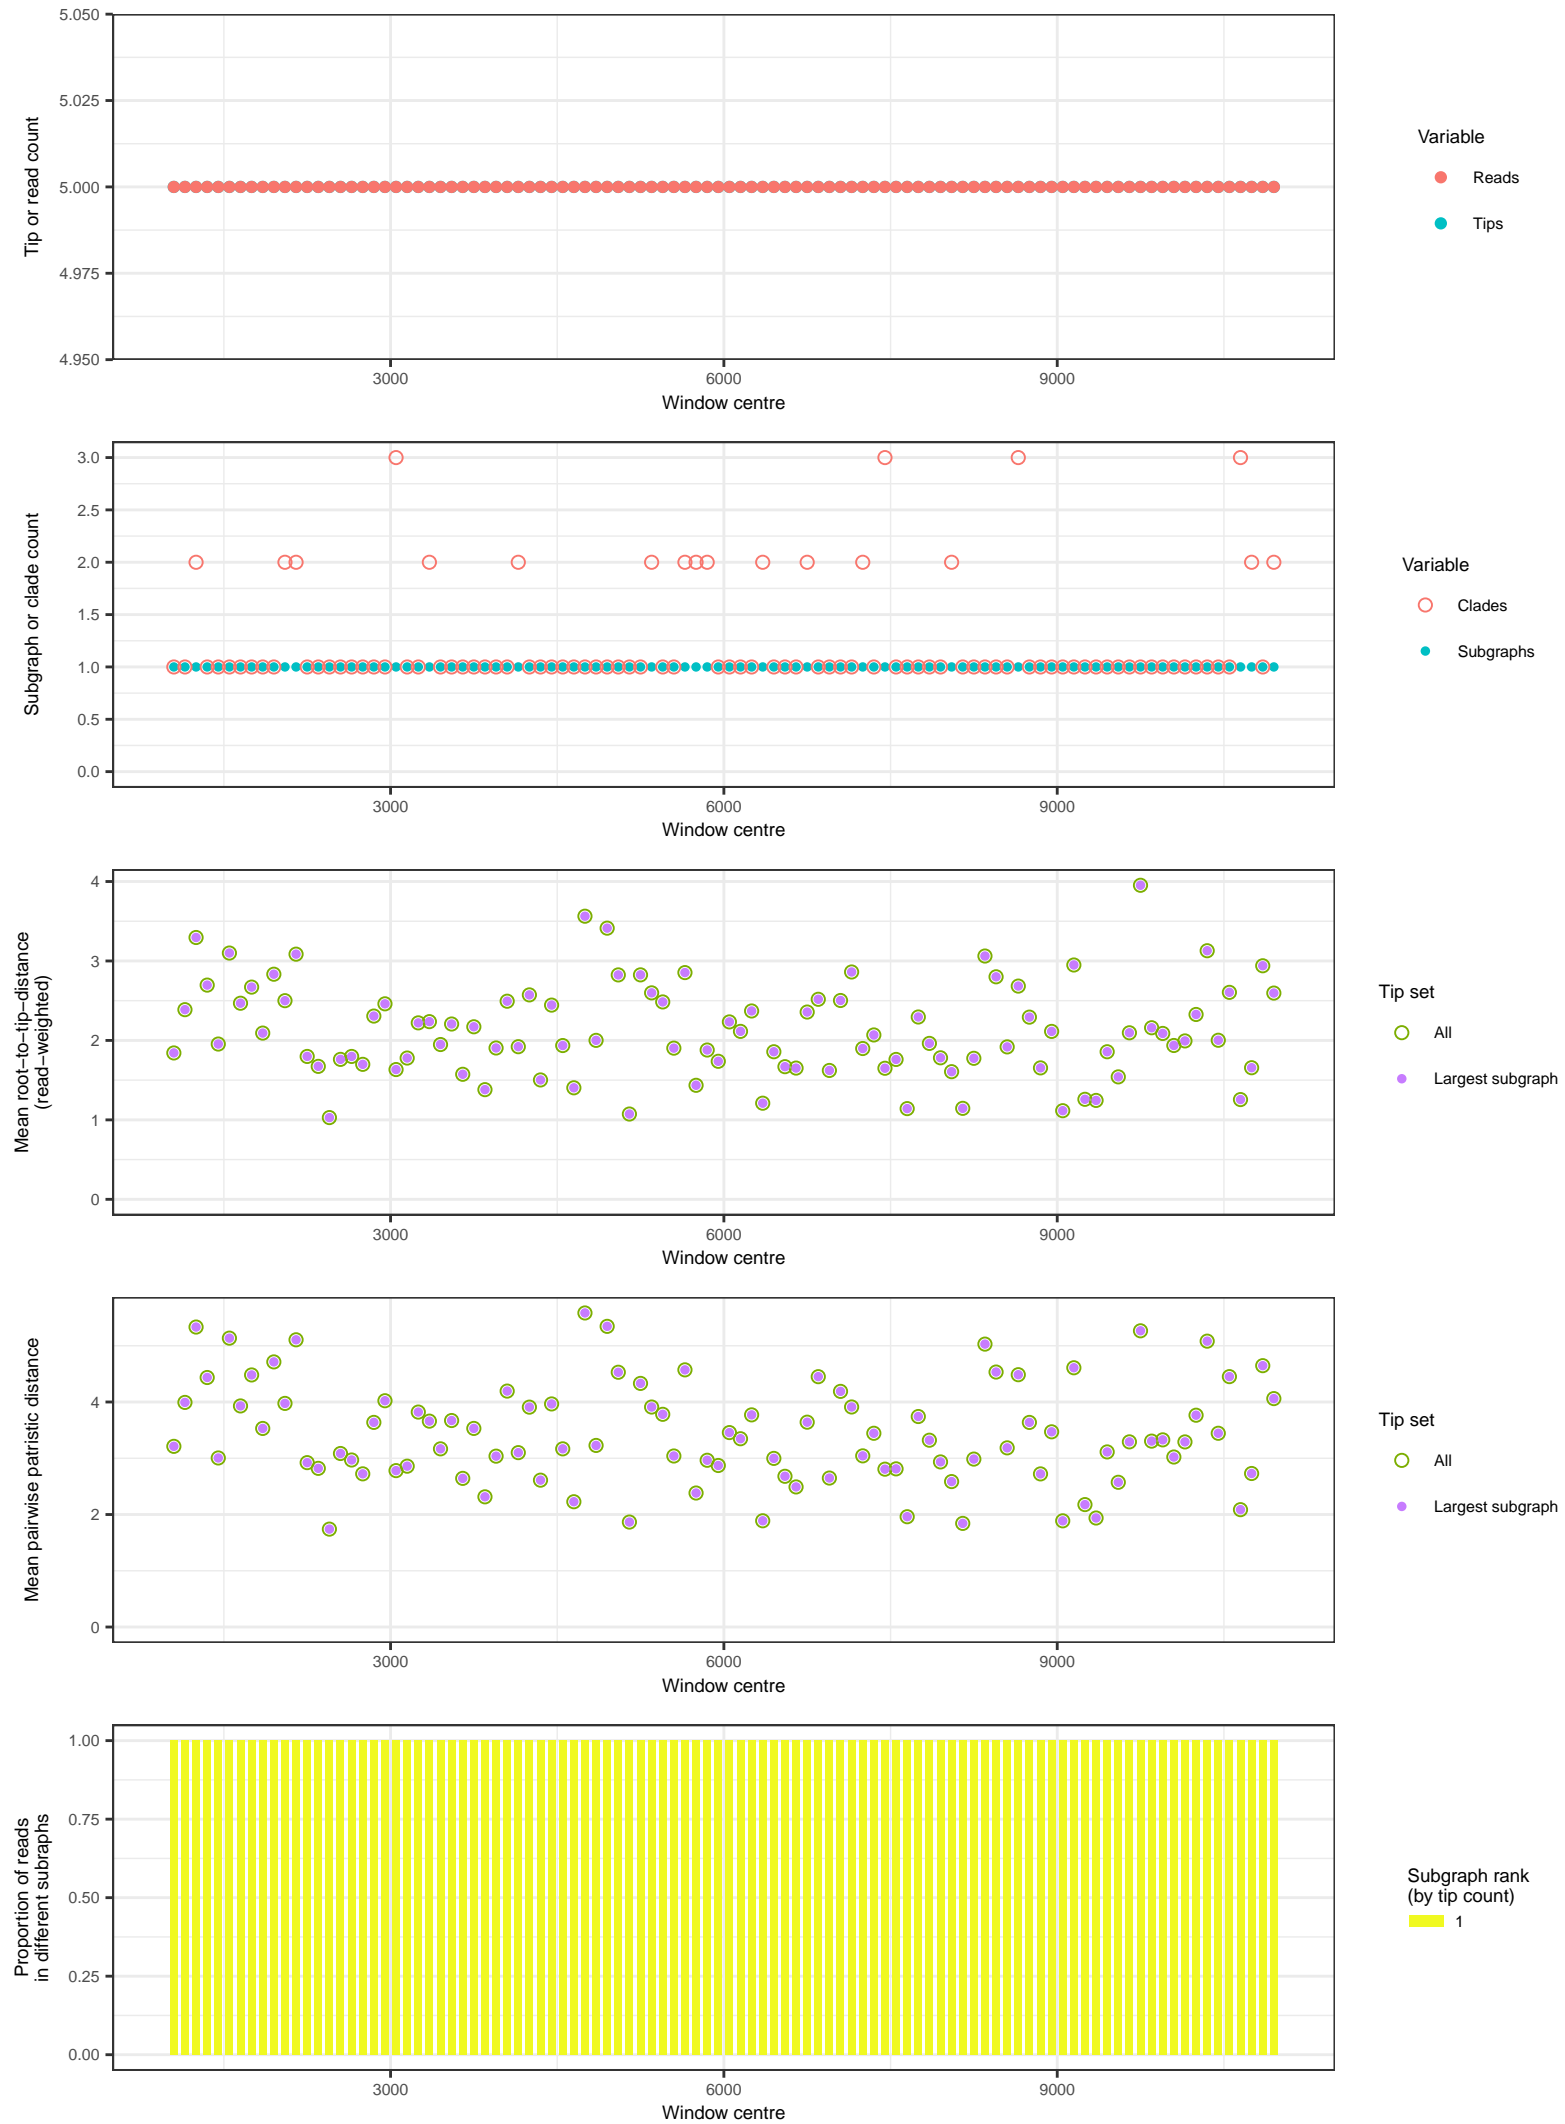 5.050
5.025
5.000
4.975
4.950
Tip or read count
3000 6000 9000
Window centre
Variable
Reads
Tips
3.0
2.5
2.0
1.5
1.0
0.5
0.0
Subgraph or clade count
3000 6000 9000
Window centre
Variable
Clades
Subgraphs
4
3
2
1
0
Mean root−to−tip−distance
(read−weighted)
3000 6000 9000
Window centre
Tip set
All
Largest subgraph
4
2
0
Mean pairwise patristic distance
3000 6000 9000
Window centre
Tip set
All
Largest subgraph
1.00
0.75
0.50
0.25
0.00
Proportion of reads
in different subraphs
3000 6000 9000
Window centre
Subgraph rank
(by tip count)
1